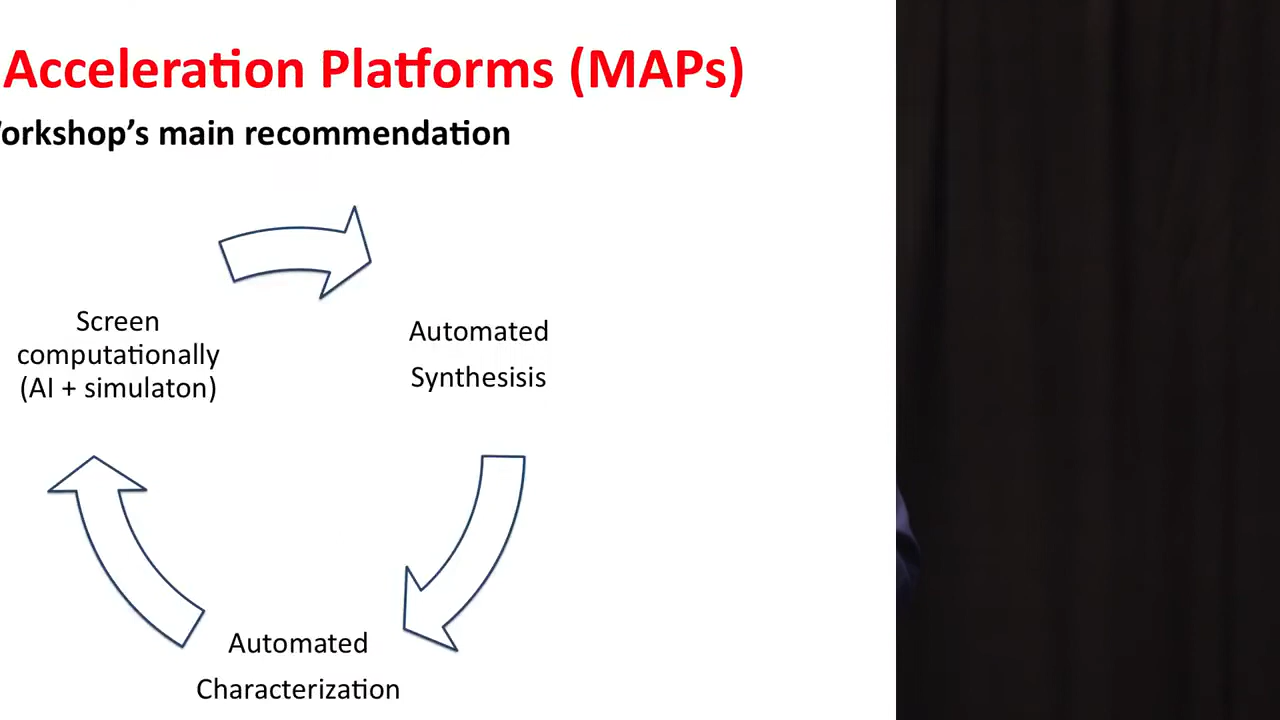 Acceleration Platforms (MAPs)
orkshop's main recommendation
Screen
computationally
(AI + simulaton)
Automated
Synthesisis
Automated
Characterization